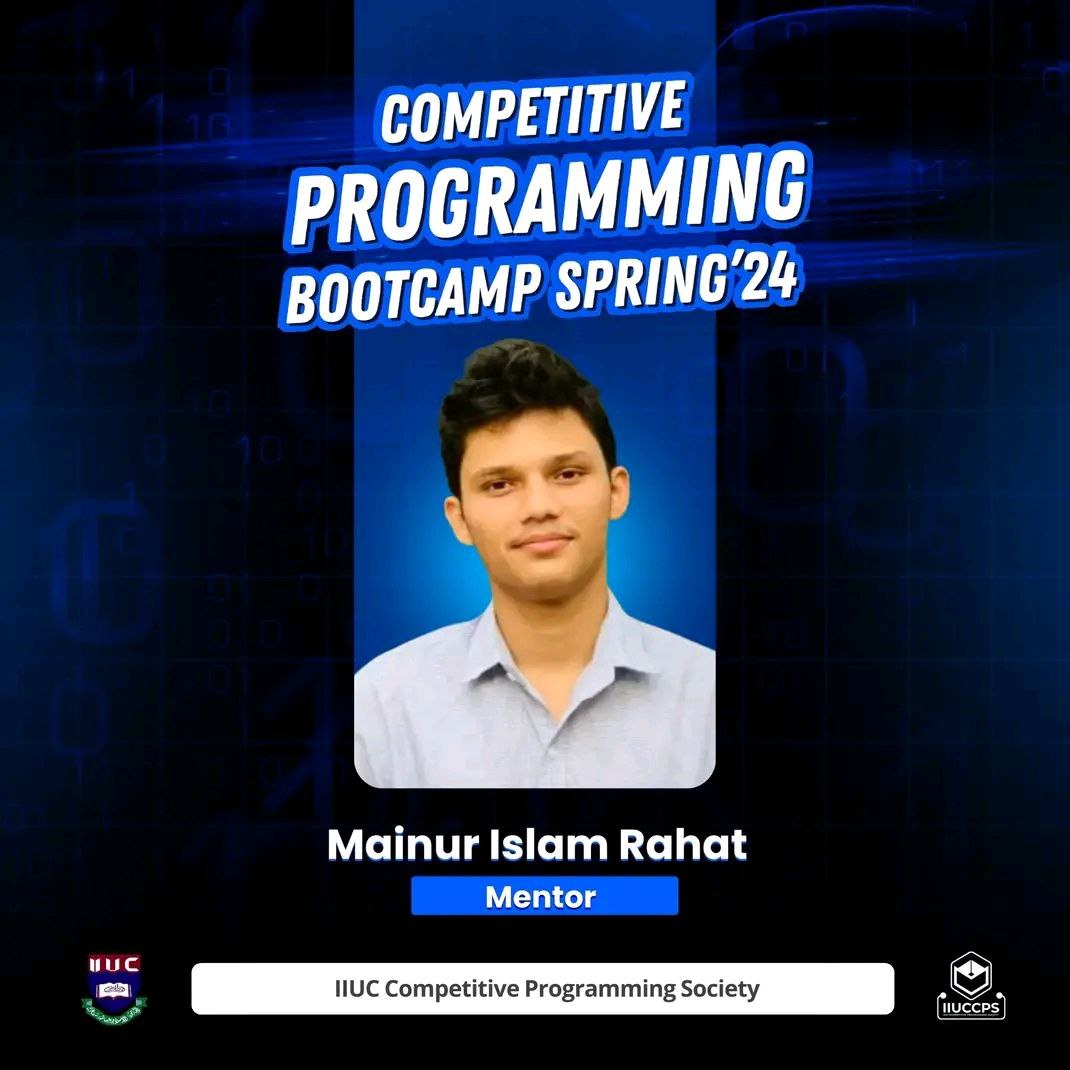 COMPETITIVE
PROGRAMMING
BOOTCAMP SPRING'24
Mainur Islam Rahat
Mentor
IIUC
IIUC Competitive Programming Society
IIUCCPS